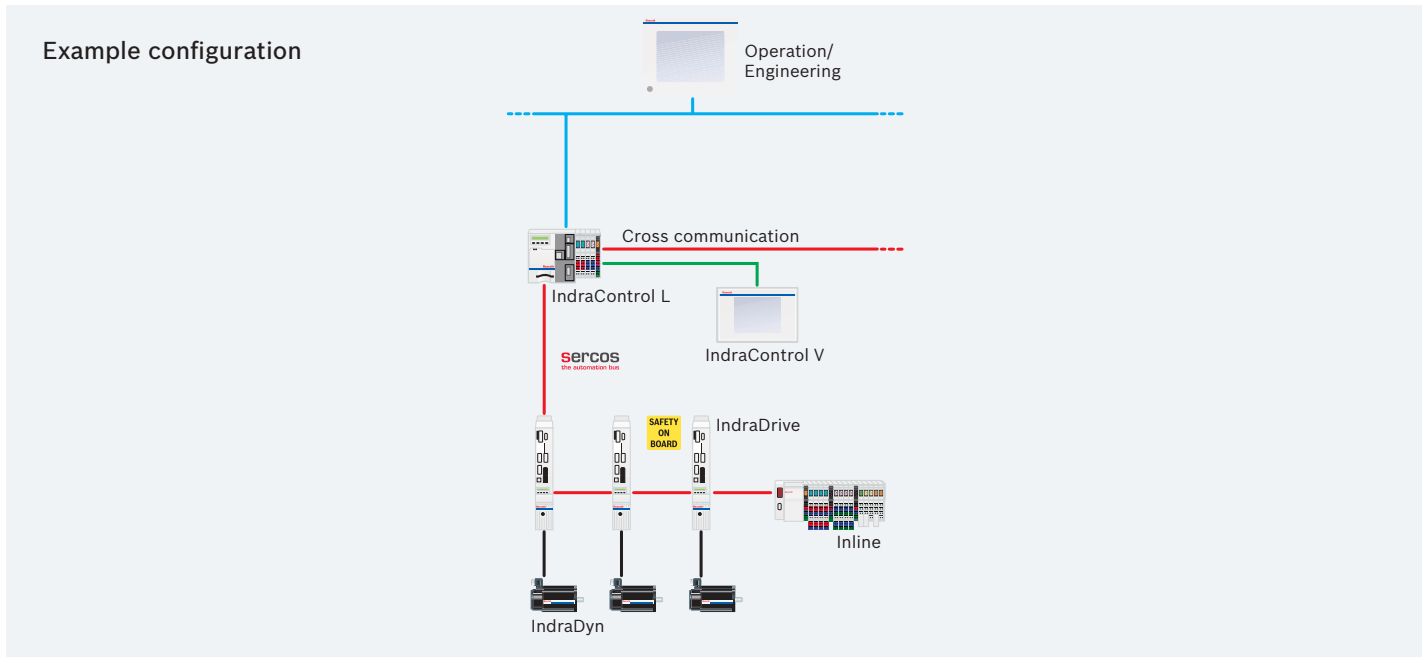 Example configuration
Operation/
Engineering
Cross communication
IndraControl L
IndraControl V
sercos
the automation bus
SAFETY
ON
BOARD
IndraDrive
Inline
IndraDyn